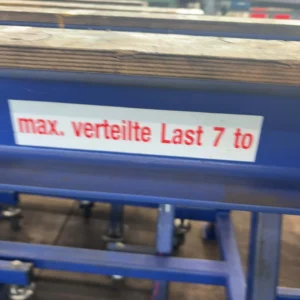 max. verteilte Last 7 to